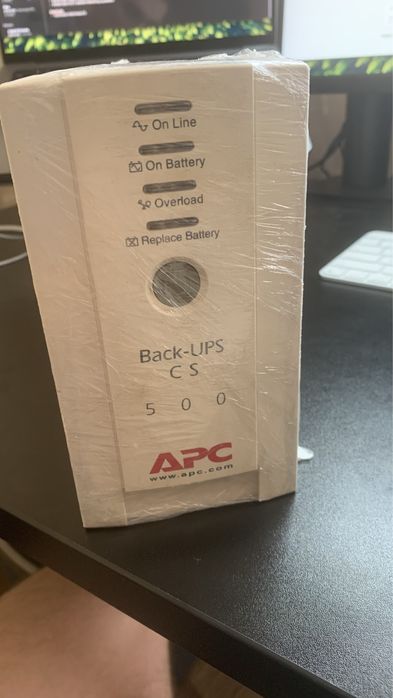 On Line
On Battery
Overload
Replace Battery
Back-UPS
CS
500
APC
www.apc.com